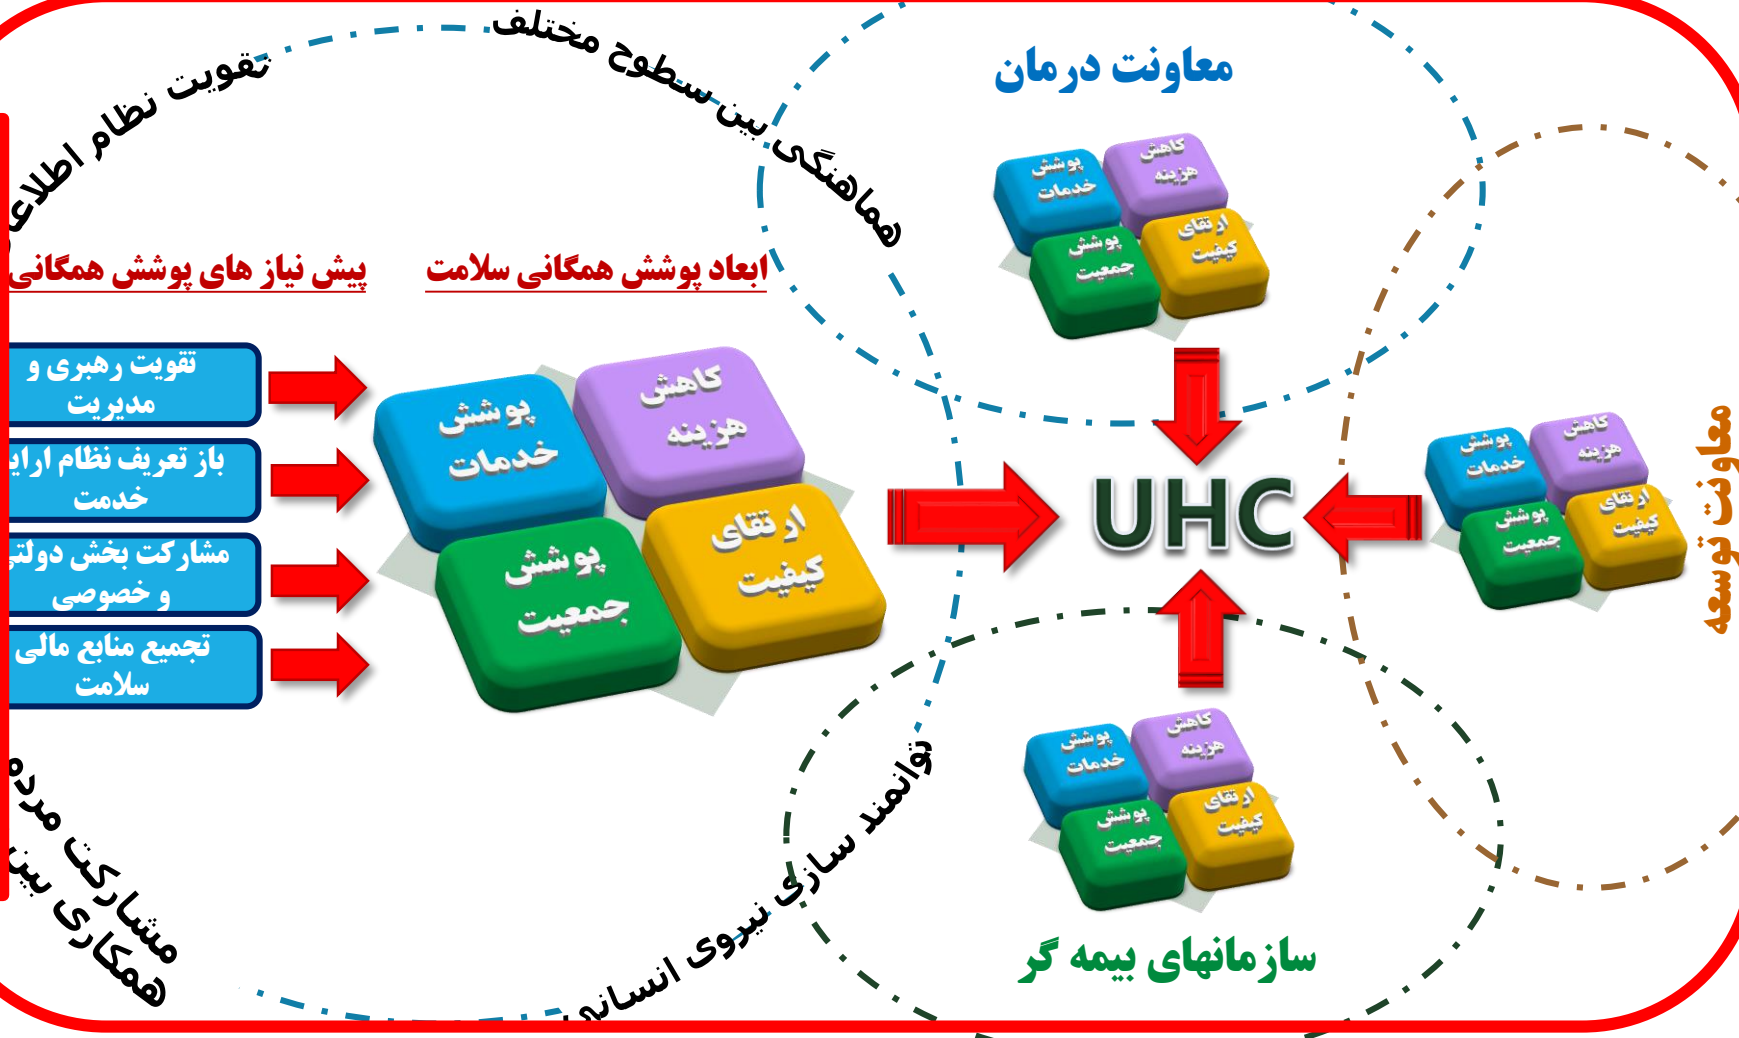 تقویت نظام
هماهنگی بین سطوح مختلف
معاونت درمان
کاهش
هزینه
پوشش
خدمات
ارتقای
کیفیت
پوشش
جمعیت
ابعاد پوشش همگانی سلامت
پیش نیاز های پوشش همگانی
تقویت رهبری و
مدیریت
باز تعریف نظام
خدمت
مشارکت بخش
و خصوصی
تجمیع منابع مالی
سلامت
کاهش
هزینه
پوشش
خدمات
ارتقای
کیفیت
پوشش
جمعیت
UHC
کاهش
هزینه
پوشش
خدمات
ارتقای
کیفیت
پوشش
جمعیت
معاونت توسعه
کاهش
هزینه
پوشش
خدمات
ارتقای
کیفیت
پوشش
جمعیت
سازمانهای بیمه گر
توانمند سازی نیروی انسانی
مشارکت
همکاری بین